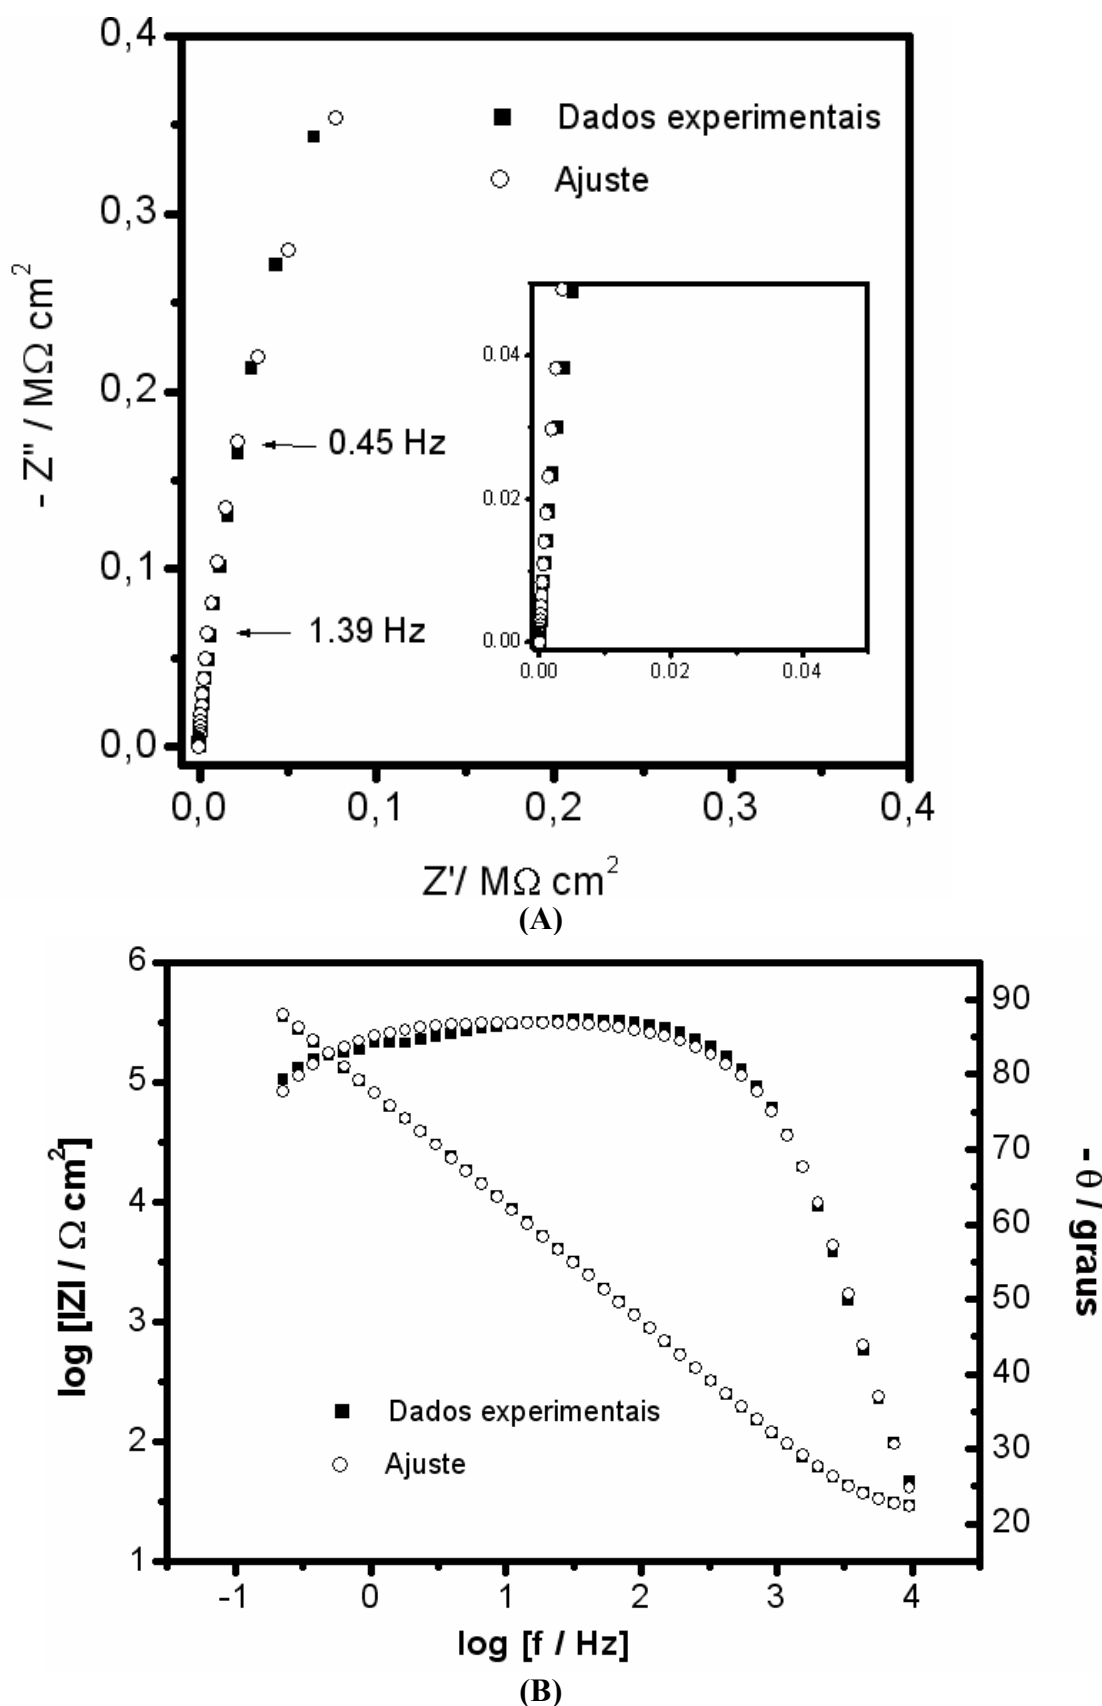 0,4
Dados experimentais
Ajuste
0,3
- Z'' / MΩ cm²
0,2
0.45 Hz
0,1
1.39 Hz
0,0
0.04
0.02
0.00
0.00 0.02 0.04
0,0 0,1 0,2 0,3 0,4
Z'/ MΩ cm²
(A)
6
5
4
3
2
1
log [IZI / Ω cm²]
90
80
70
60
50
40
30
20
- θ / graus
Dados experimentais
Ajuste
-1 0 1 2 3 4
log [f / Hz]
(B)